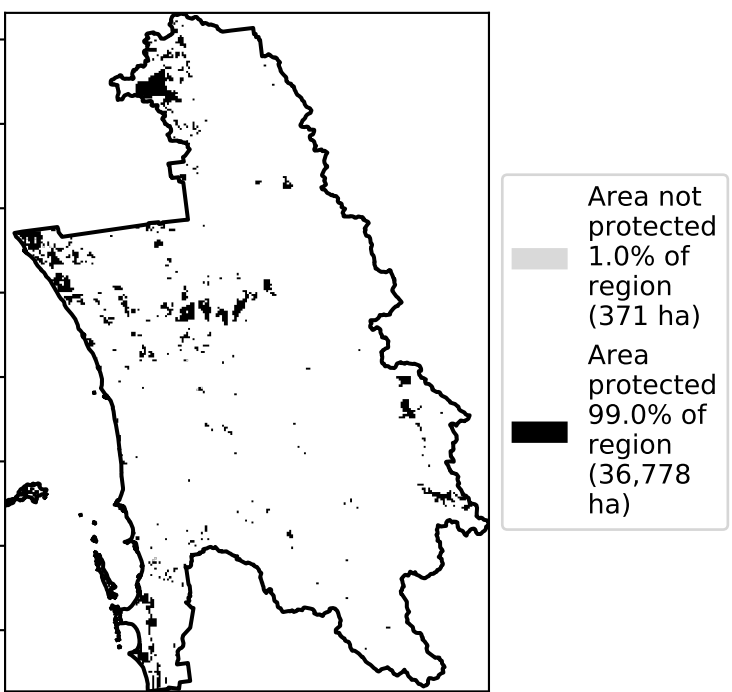 Area not
protected
1.0% of
region
(371 ha)
Area
protected
99.0% of
region
(36,778
ha)